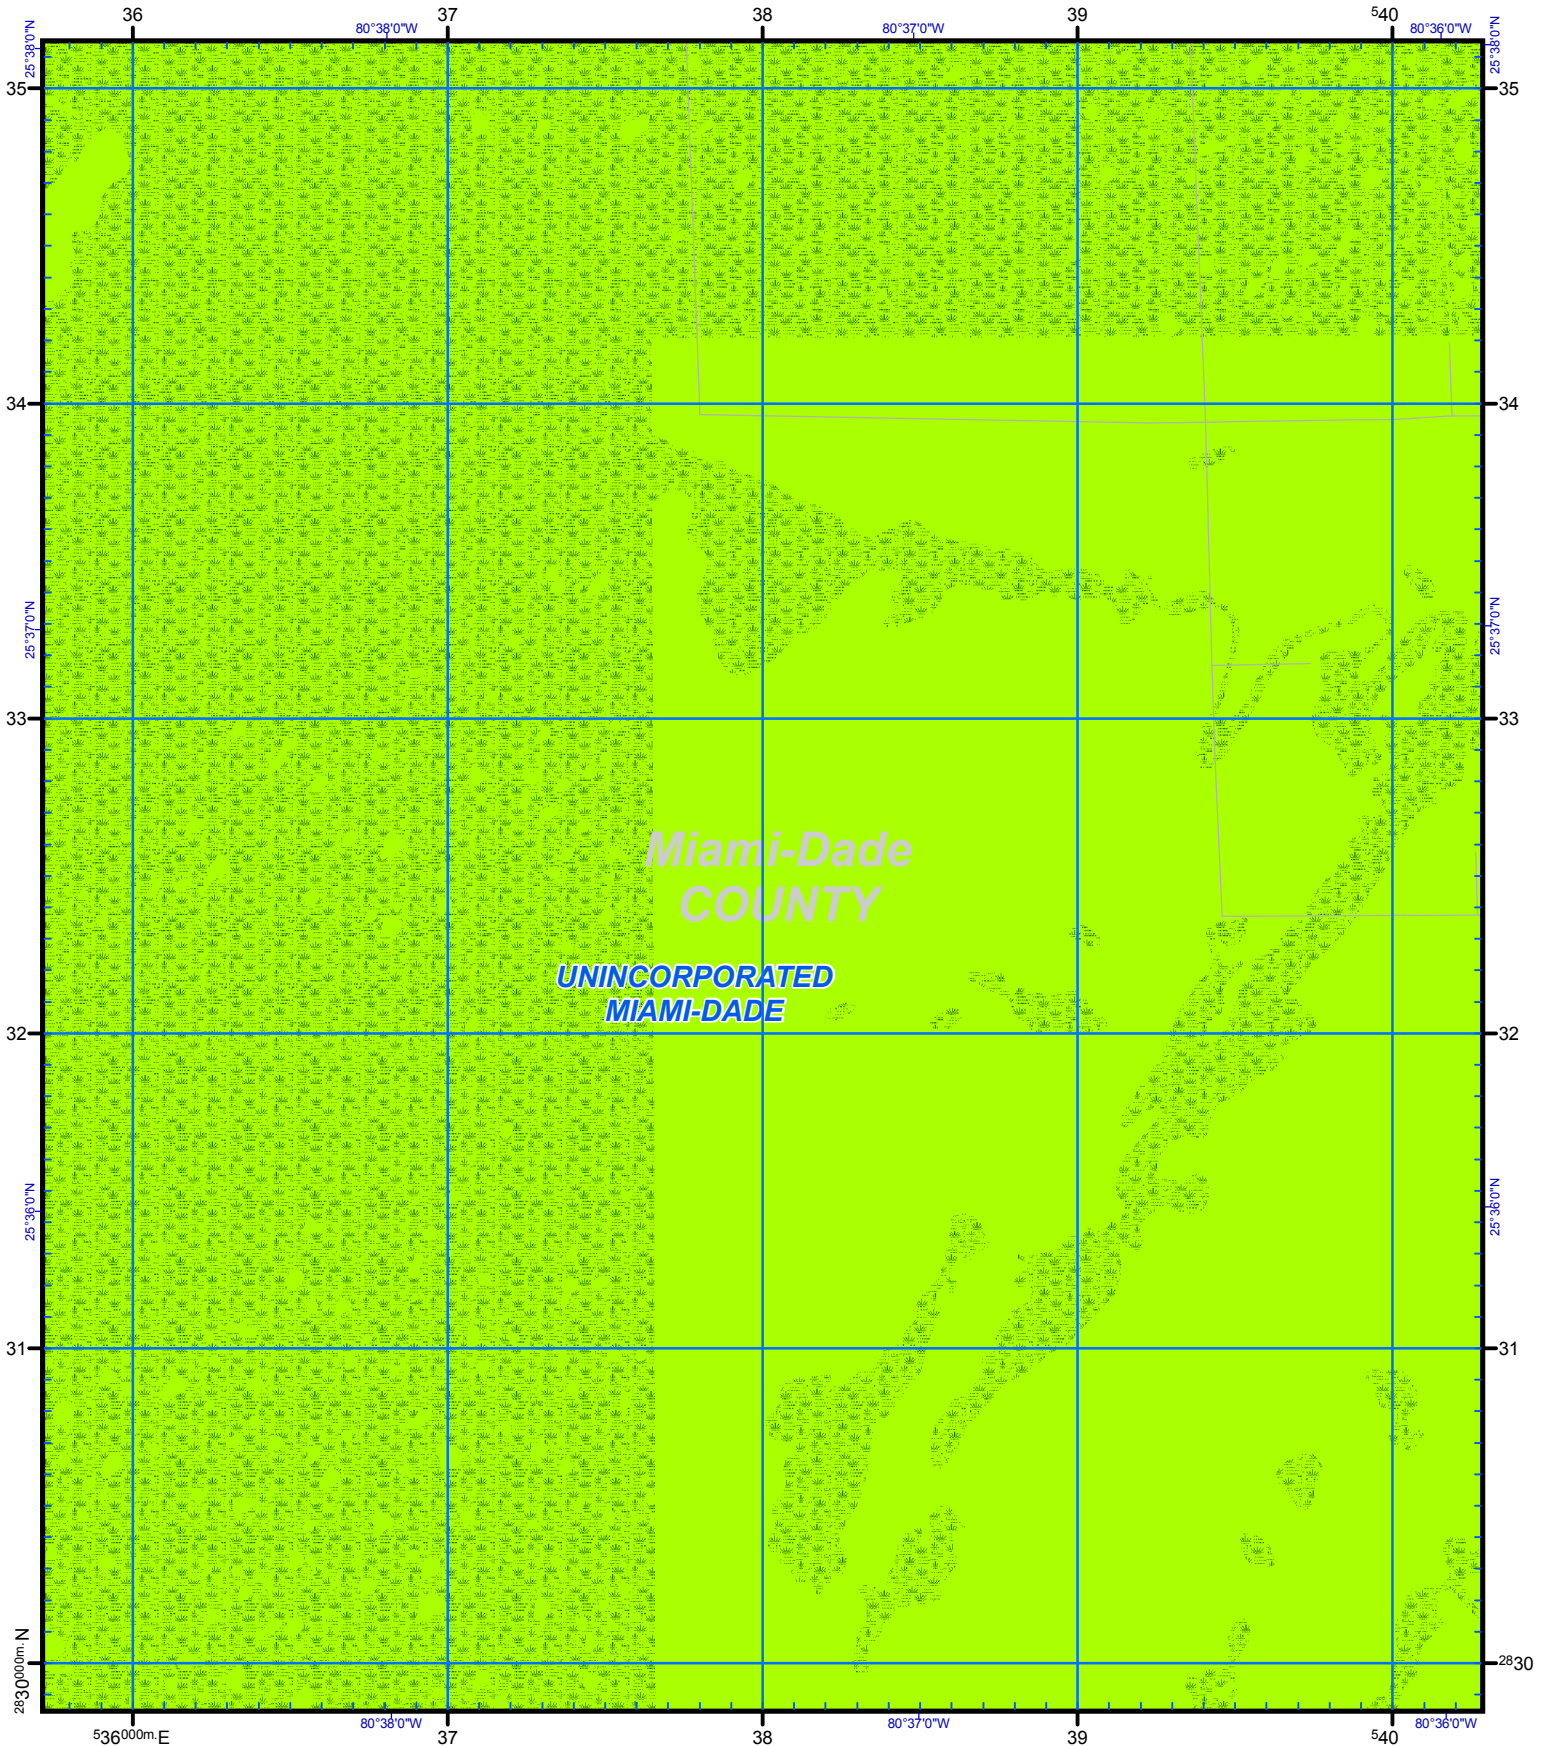 36 37 38 39 540
80°38'0"W 80°37'0"W 80°36'0"W
25°38'0"N 25°38'0"N
35 35
34 34
25°37'0"N 25°37'0"N
33 33
Miami-Dade
COUNTY
UNINCORPORATED
MIAMI-DADE
32 32
25°36'0"N 25°36'0"N
31 31
2830000m. N 2830
80°38'0"W 80°37'0"W 80°36'0"W
536000m. E 37 38 39 540